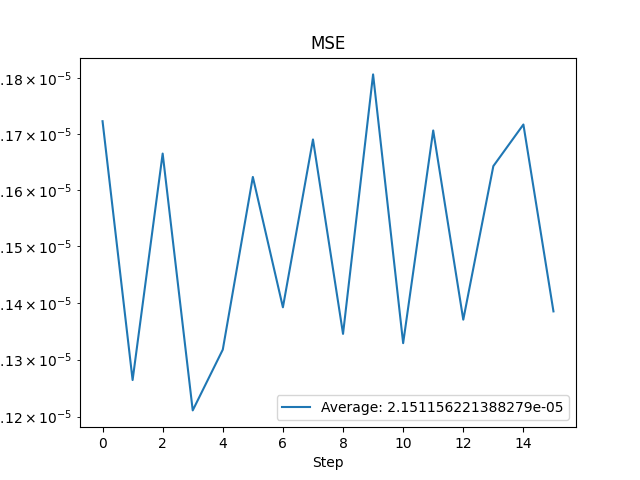 MSE
.18 × 10⁻⁵
.17 × 10⁻⁵
.16 × 10⁻⁵
.15 × 10⁻⁵
.14 × 10⁻⁵
.13 × 10⁻⁵
.12 × 10⁻⁵
Average: 2.151156221388279e-05
0 2 4 6 8 10 12 14
Step